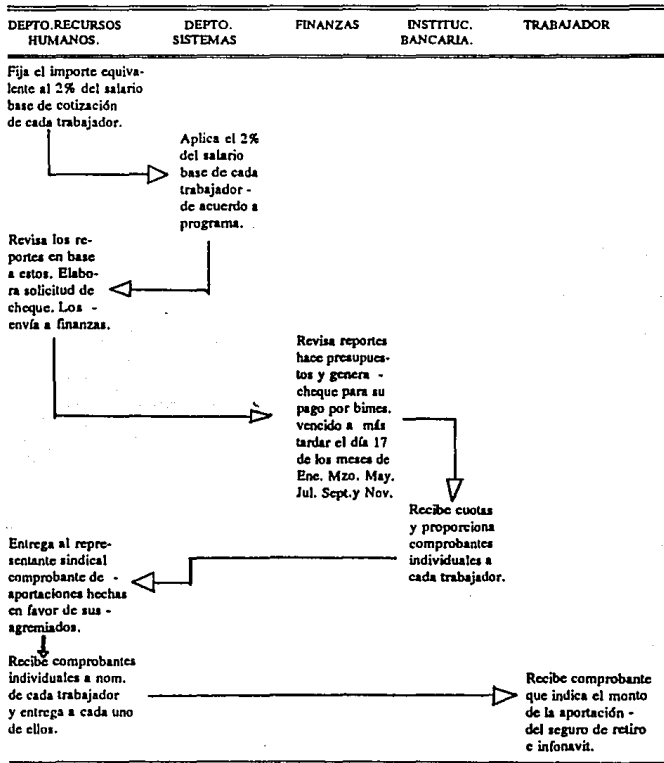 DEPTO.RECURSOS HUMANOS.
DEPTO. SISTEMAS
FINANZAS
INSTITUC. BANCARIA.
TRABAJADOR
Fija el importe equiva-
lente al 2% del salario
base de cotización
de cada trabajador.
Aplica el 2%
del salario
base de cada
trabajador -
de acuerdo a
programa.
Revisa los re-
portes en base
a estos. Elabo-
ra solicitud de
cheque. Los -
envía a finanzas.
Revisa reportes
hace presupues-
tos y genera -
cheque para su
pago por bimes.
vencido a más
tardar el día 17
de los meses de
Ene. Mzo. May.
Jul. Sept.y Nov.
Recibe cuotas
y proporciona
comprobantes
individuales a
cada trabajador.
Entrega al repre-
sentante sindical
comprobante de -
aportaciones hechas
en favor de sus -
agremiados.
Recibe comprobantes
individuales a nom.
de cada trabajador
y entrega a cada uno
de ellos.
Recibe comprobante
que indica el monto
de la aportación -
del seguro de retiro
e infonavit.